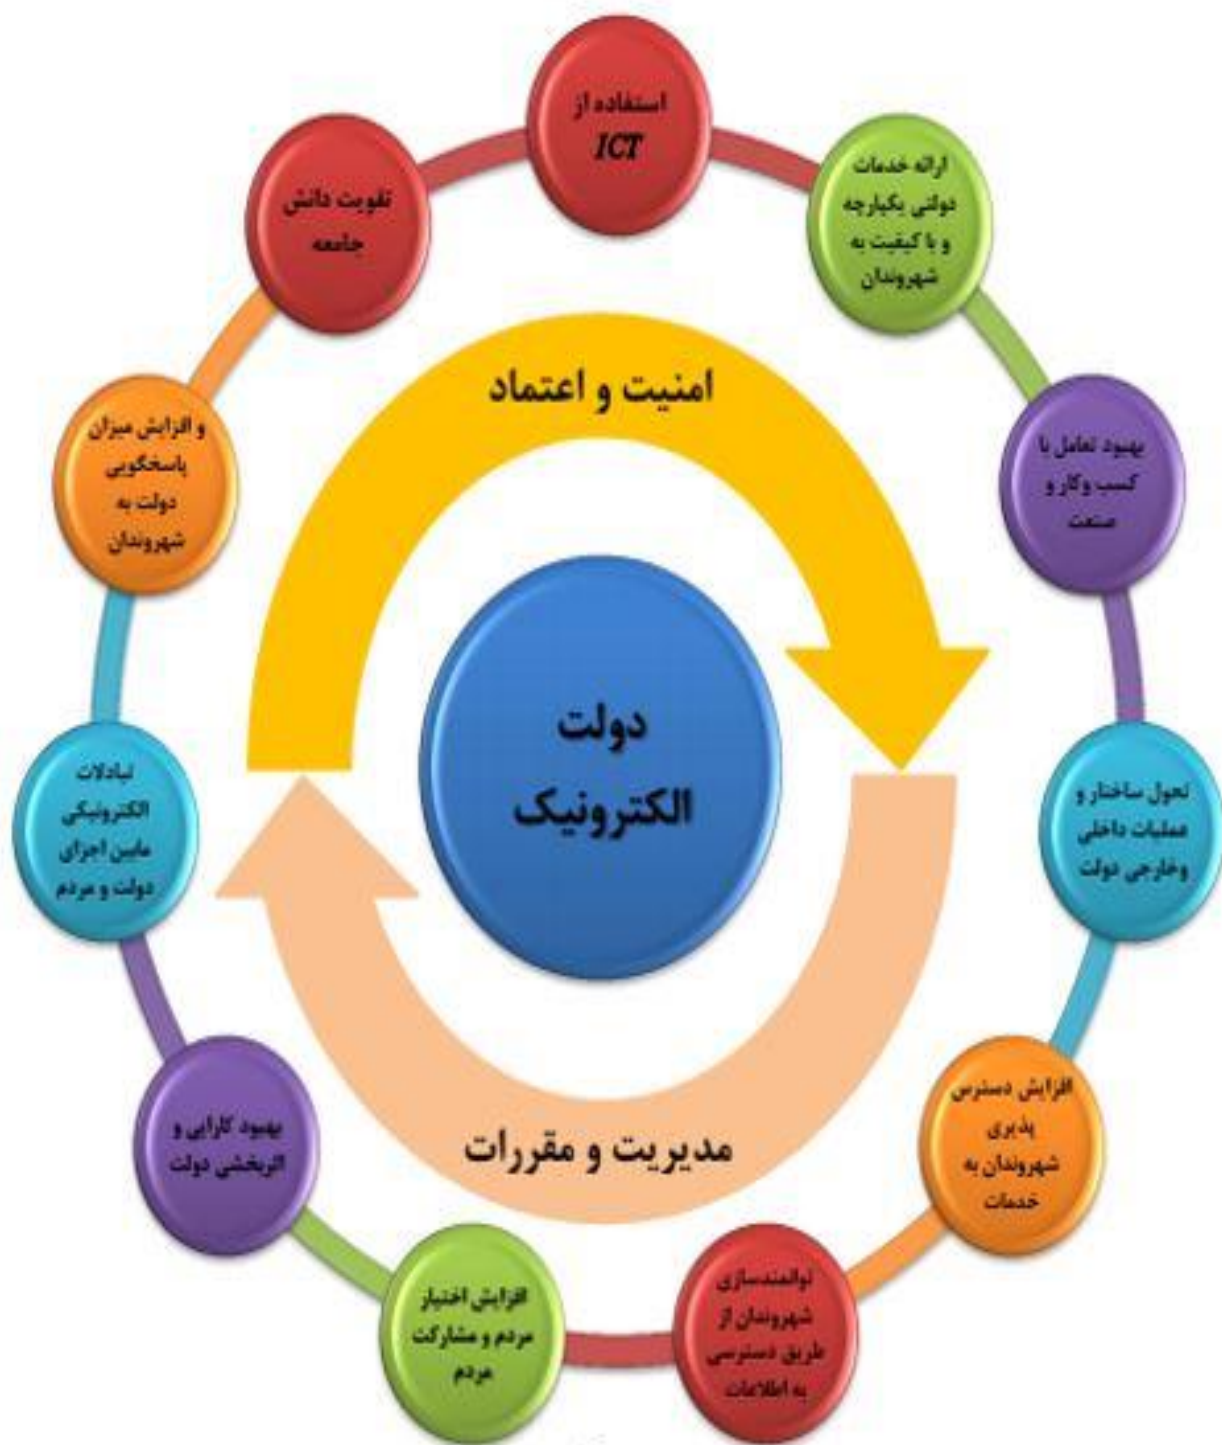 استفاده از
ICT
ارائه خدمات
دولتی یکپارچه
و با کیفیت به
شهروندان
بهبود تعامل با
کسب وکار و
صنعت
تحول ساختار و
عملیات داخلی
وخارجی دولت
افزایش دسترس
پذیری
شهروندان به
خدمات
توانمندسازی
شهروندان از
طریق دسترسی
به اطلاعات
افزایش اختیار
مردم و مشارکت
مردم
بهبود کارایی و
اثربخشی دولت
تبادلات
الکترونیکی
مابین اجزای
دولت و مردم
و افزایش میزان
پاسخگویی
دولت به
شهروندان
تقویت دانش
جامعه
امنیت و اعتماد
دولت
الکترونیک
مدیریت و مقررات